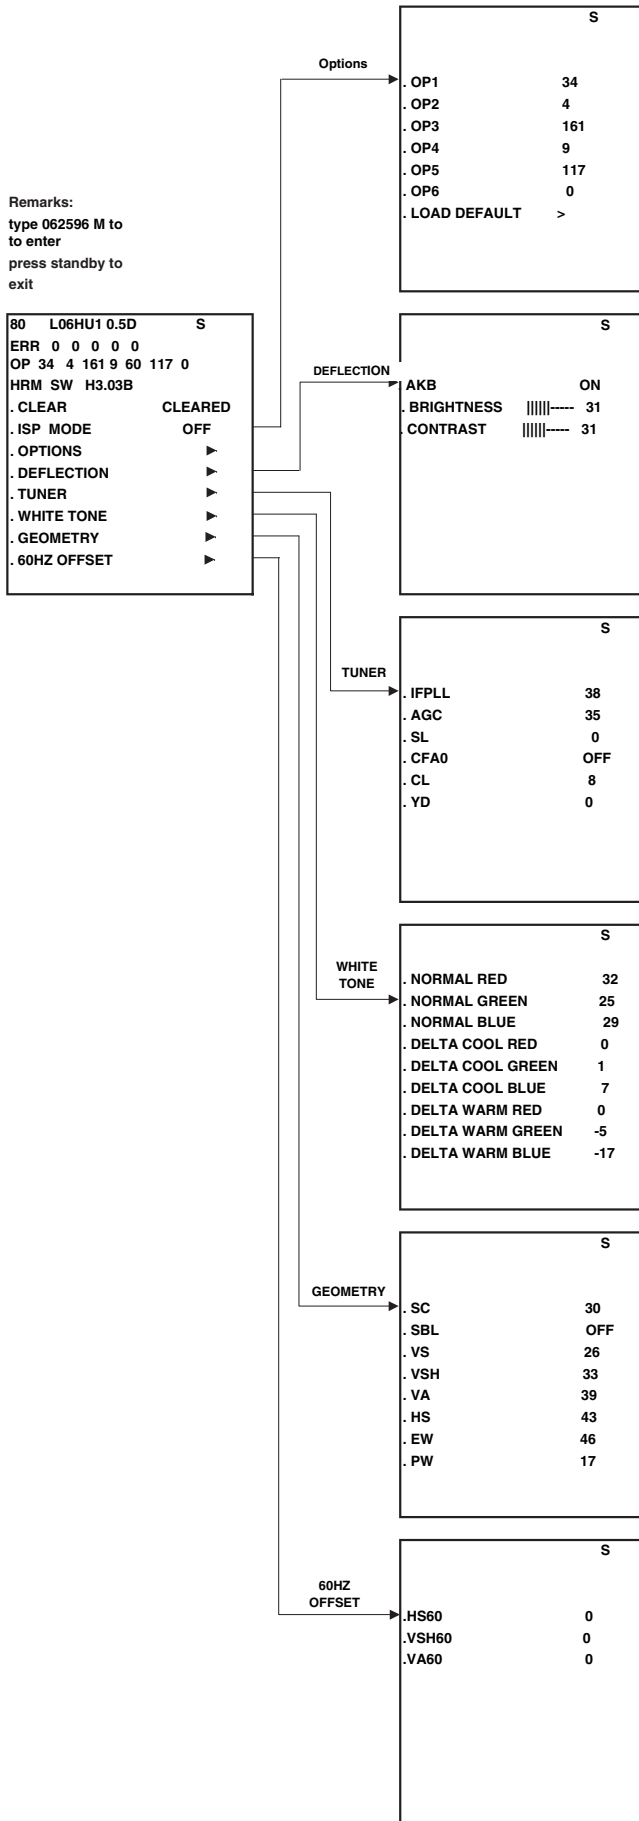 Remarks:
type 062596 M to
to enter
press standby to
exit
80 L06HU1 0.5D S
ERR 0 0 0 0 0
OP 34 4 161 9 60 117 0
HRM SW H3.03B
. CLEAR CLEARED
. ISP MODE OFF
. OPTIONS ►
. DEFLECTION ►
. TUNER ►
. WHITE TONE ►
. GEOMETRY ►
. 60HZ OFFSET ►
Options
S
. OP1 34
. OP2 4
. OP3 161
. OP4 9
. OP5 117
. OP6 0
. LOAD DEFAULT >
DEFLECTION
S
AKB ON
. BRIGHTNESS ||||||----- 31
. CONTRAST ||||||----- 31
TUNER
S
. IFPLL 38
. AGC 35
. SL 0
. CFA0 OFF
. CL 8
. YD 0
WHITE
TONE
S
. NORMAL RED 32
. NORMAL GREEN 25
. NORMAL BLUE 29
. DELTA COOL RED 0
. DELTA COOL GREEN 1
. DELTA COOL BLUE 7
. DELTA WARM RED 0
. DELTA WARM GREEN -5
. DELTA WARM BLUE -17
GEOMETRY
S
. SC 30
. SBL OFF
. VS 26
. VSH 33
. VA 39
. HS 43
. EW 46
. PW 17
60HZ
OFFSET
S
.HS60 0
.VSH60 0
.VA60 0